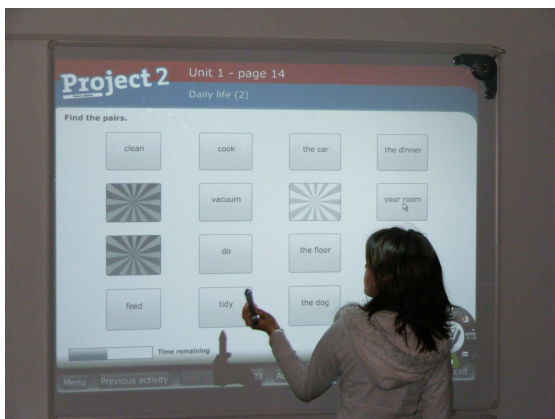 Project 2
Unit 1 - page 14
Daily life (2)
Find the pairs.
clean cook the car the dinner
vacuum your room
do the floor
feed tidy the dog
Time remaining
Menu Previous activity
Exit